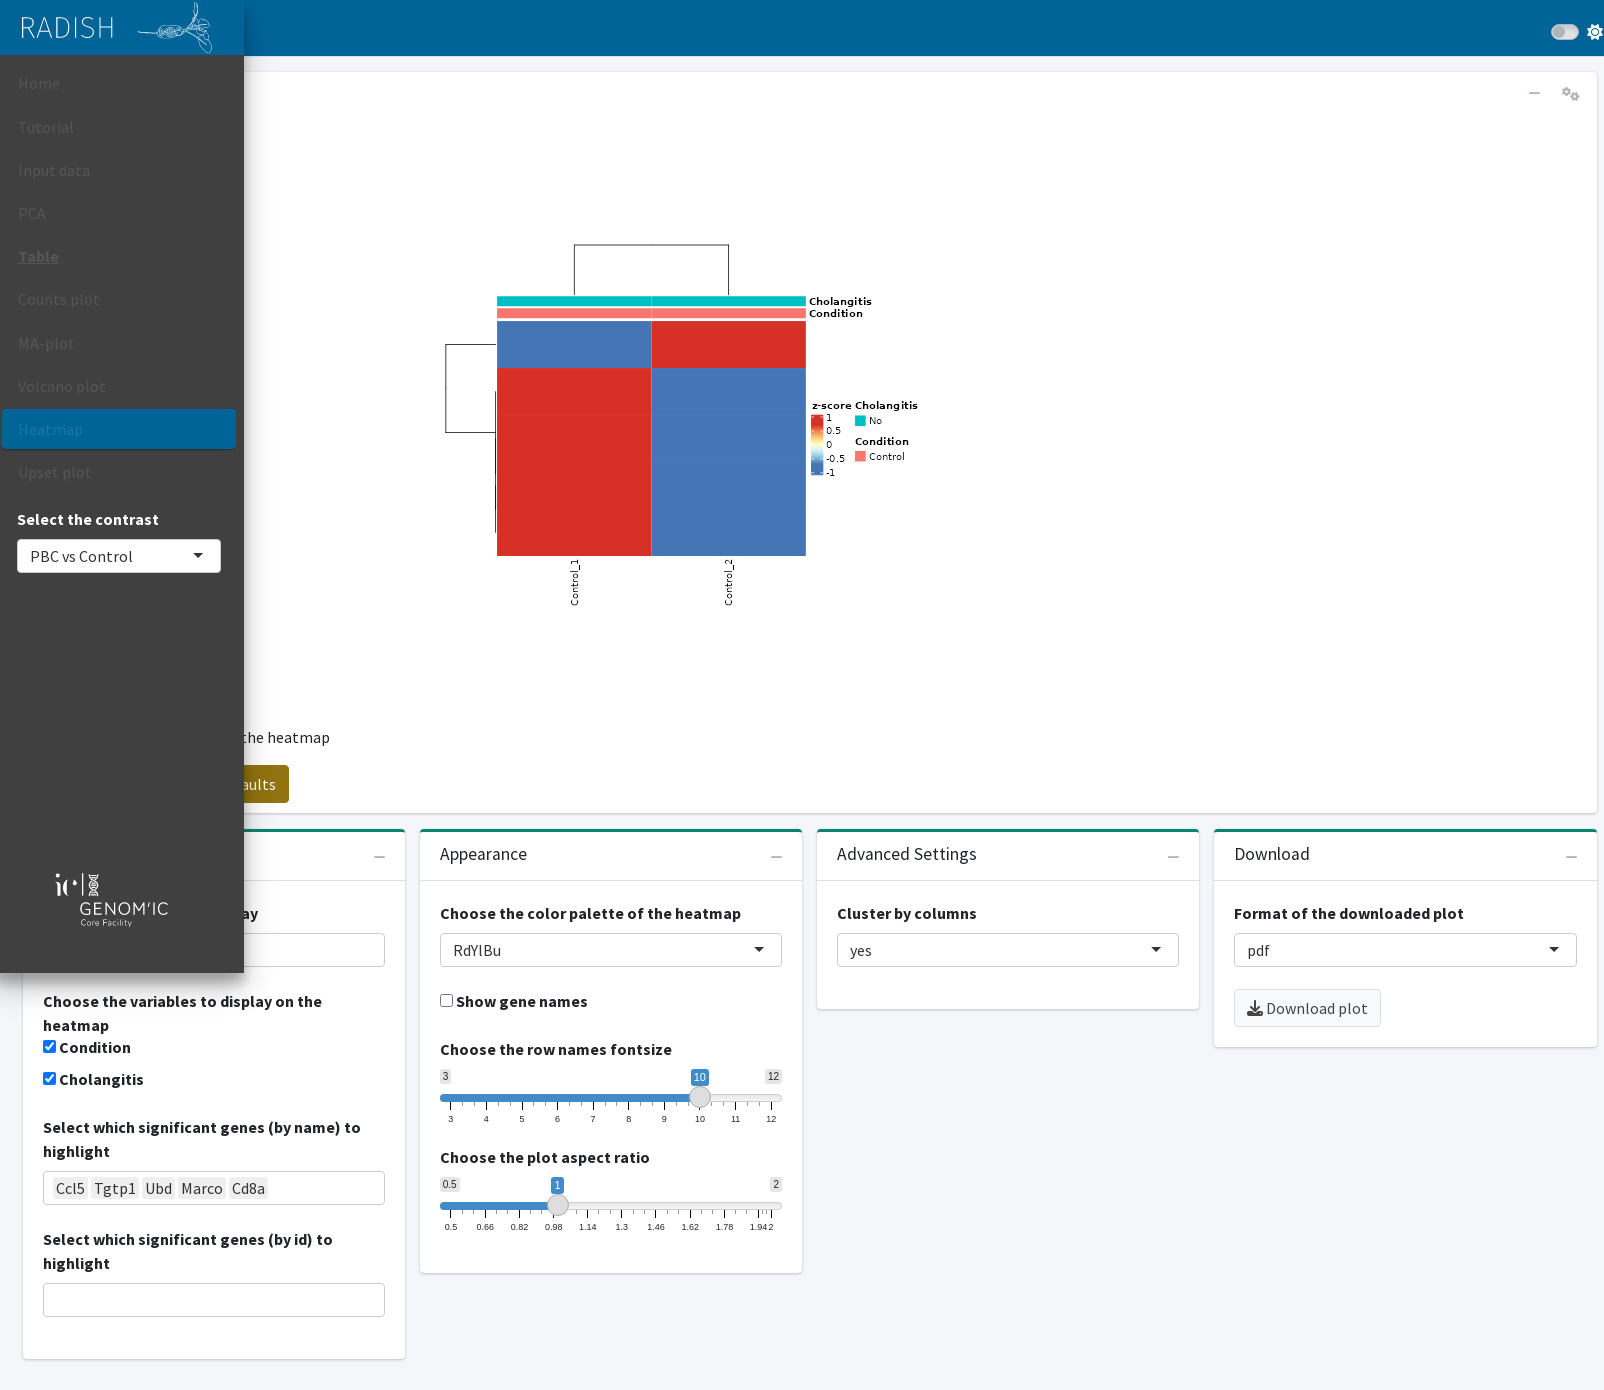 RADISH
Home
Tutorial
Input data
PCA
Table
Counts plot
MA-plot
Volcano plot
Heatmap
Upset plot
Select the contrast
PBC vs Control
Cholangitis
Condition
z-score
1
0.5
0
-0.5
-1
Cholangitis
No
Condition
Control
Control_1
Control_2
the heatmap
aults
ic
GENOM'IC
Core Facility
ay
Choose the variables to display on the
heatmap
Condition
Cholangitis
Select which significant genes (by name) to
highlight
Ccl5 Tgtp1 Ubd Marco Cd8a
Select which significant genes (by id) to
highlight
Appearance
Choose the color palette of the heatmap
RdYlBu
Show gene names
Choose the row names fontsize
3 10 12
3 4 5 6 7 8 9 10 11 12
Choose the plot aspect ratio
0.5 1 2
0.5 0.66 0.82 0.98 1.14 1.3 1.46 1.62 1.78 1.94 2
Advanced Settings
Cluster by columns
yes
Download
Format of the downloaded plot
pdf
Download plot